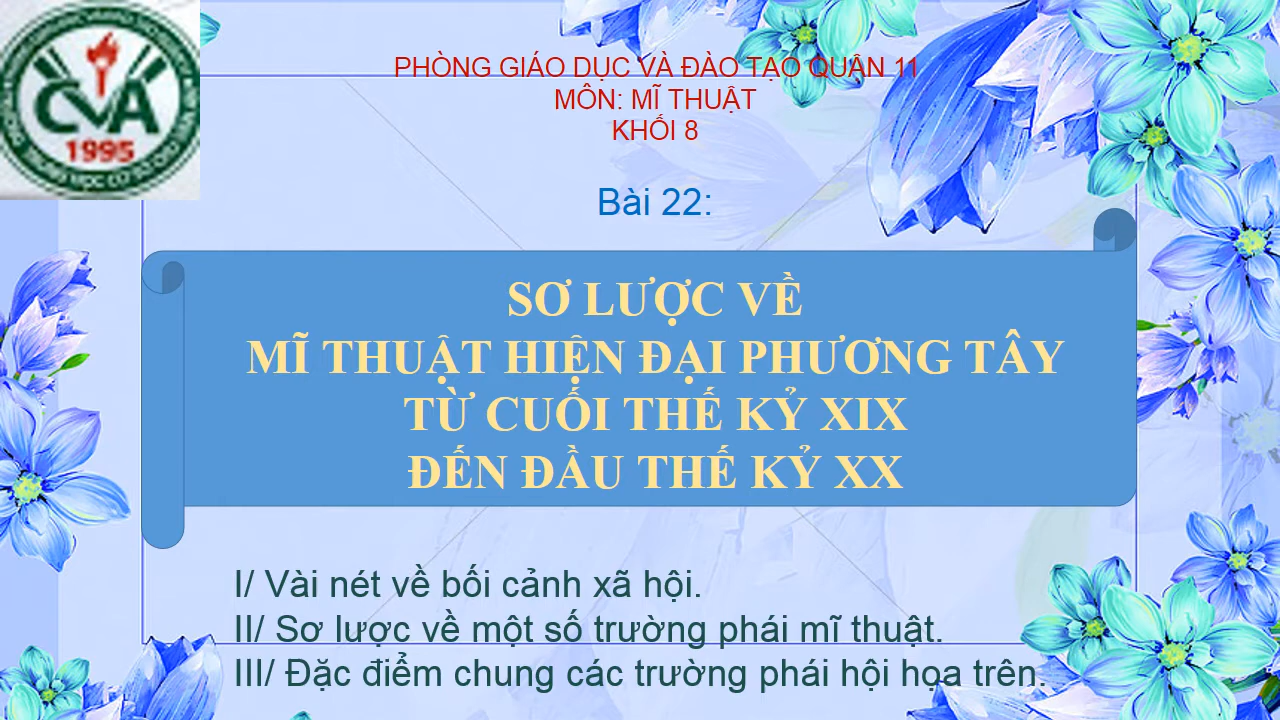 CVA
1995
PHÒNG GIÁO DỤC VÀ ĐÀO TẠO QUẬN 11
MÔN: MĨ THUẬT
KHỐI 8
Bài 22:
SƠ LƯỢC VỀ
MĨ THUẬT HIỆN ĐẠI PHƯƠNG TÂY
TỪ CUỐI THẾ KỶ XIX
ĐẾN ĐẦU THẾ KỶ XX
I/ Vài nét về bối cảnh xã hội.
II/ Sơ lược về một số trường phái mĩ thuật.
III/ Đặc điểm chung các trường phái hội họa trên.